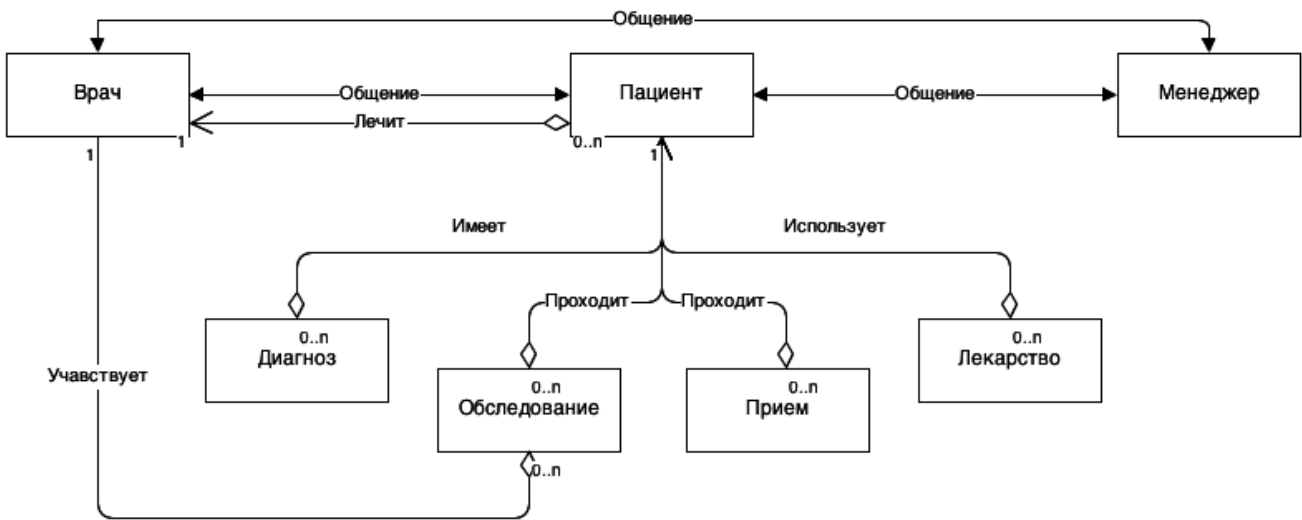 Общение
Врач
Общение
Пациент
Общение
Менеджер
Лечит
1
0..n
1
1
Имеет
Использует
Проходит
Проходит
0..n
Диагноз
0..n
Лекарство
Учавствует
0..n
Обследование
0..n
Прием
0..n